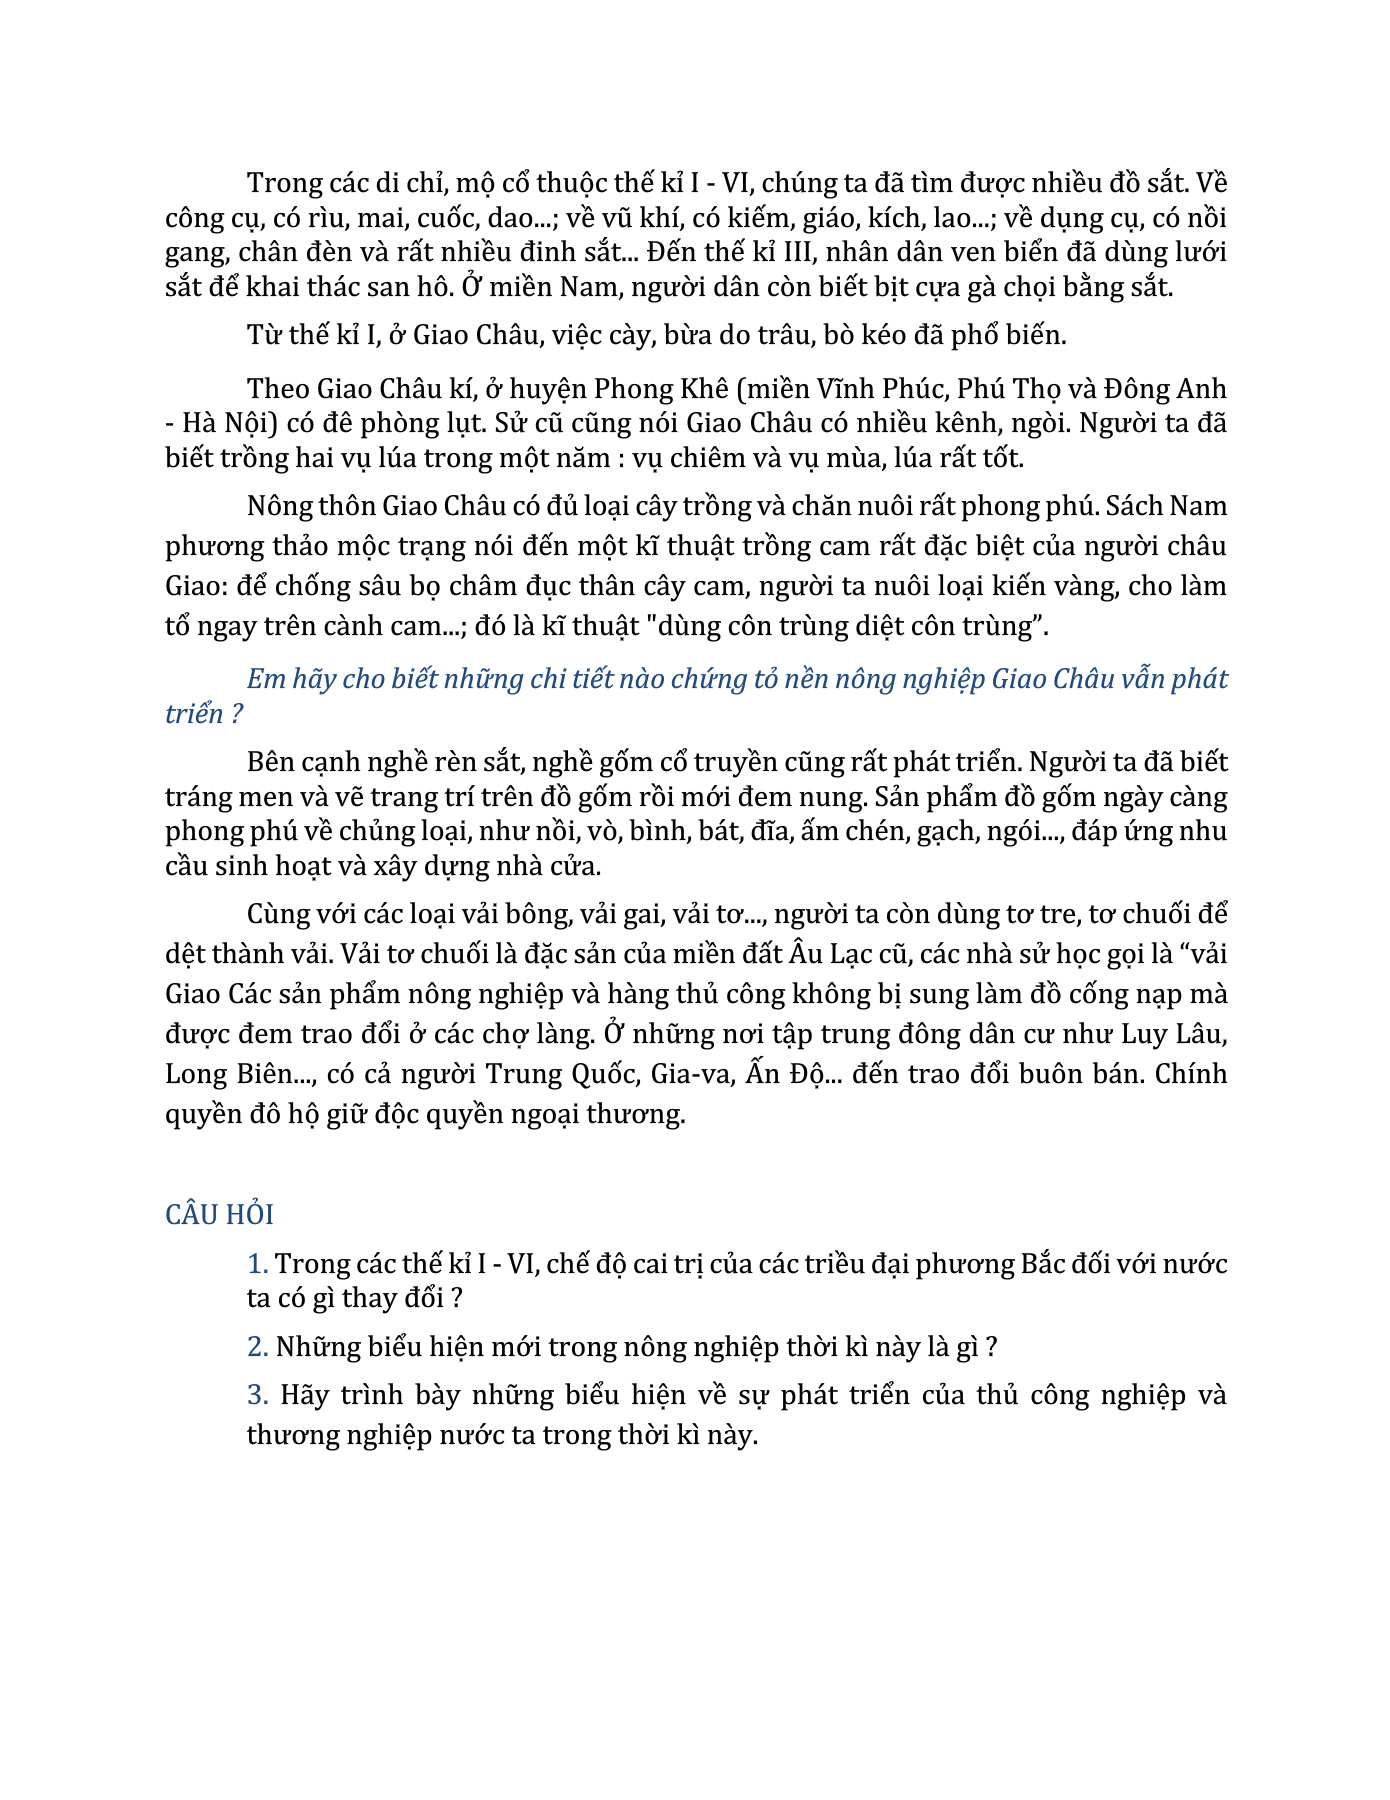 Trong các di chỉ, mộ cổ thuộc thế kỉ I - VI, chúng ta đã tìm được nhiều đồ sắt. Về
công cụ, có rìu, mai, cuốc, dao...; về vũ khí, có kiếm, giáo, kích, lao...; về dụng cụ, có nồi
gang, chân đèn và rất nhiều đinh sắt... Đến thế kỉ III, nhân dân ven biển đã dùng lưới
sắt để khai thác san hô. Ở miền Nam, người dân còn biết bịt cựa gà chọi bằng sắt.
Từ thế kỉ I, ở Giao Châu, việc cày, bừa do trâu, bò kéo đã phổ biến.
Theo Giao Châu kí, ở huyện Phong Khê (miền Vĩnh Phúc, Phú Thọ và Đông Anh
- Hà Nội) có đê phòng lụt. Sử cũ cũng nói Giao Châu có nhiều kênh, ngòi. Người ta đã
biết trồng hai vụ lúa trong một năm : vụ chiêm và vụ mùa, lúa rất tốt.
Nông thôn Giao Châu có đủ loại cây trồng và chăn nuôi rất phong phú. Sách Nam
phương thảo mộc trạng nói đến một kĩ thuật trồng cam rất đặc biệt của người châu
Giao: để chống sâu bọ châm đục thân cây cam, người ta nuôi loại kiến vàng, cho làm
tổ ngay trên cành cam...; đó là kĩ thuật "dùng côn trùng diệt côn trùng”.
Em hãy cho biết những chi tiết nào chứng tỏ nền nông nghiệp Giao Châu vẫn phát
triển ?
Bên cạnh nghề rèn sắt, nghề gốm cổ truyền cũng rất phát triển. Người ta đã biết
tráng men và vẽ trang trí trên đồ gốm rồi mới đem nung. Sản phẩm đồ gốm ngày càng
phong phú về chủng loại, như nồi, vò, bình, bát, đĩa, ấm chén, gạch, ngói..., đáp ứng nhu
cầu sinh hoạt và xây dựng nhà cửa.
Cùng với các loại vải bông, vải gai, vải tơ..., người ta còn dùng tơ tre, tơ chuối để
dệt thành vải. Vải tơ chuối là đặc sản của miền đất Âu Lạc cũ, các nhà sử học gọi là “vải
Giao Các sản phẩm nông nghiệp và hàng thủ công không bị sung làm đồ cống nạp mà
được đem trao đổi ở các chợ làng. Ở những nơi tập trung đông dân cư như Luy Lâu,
Long Biên..., có cả người Trung Quốc, Gia-va, Ấn Độ... đến trao đổi buôn bán. Chính
quyền đô hộ giữ độc quyền ngoại thương.
CÂU HỎI
1. Trong các thế kỉ I - VI, chế độ cai trị của các triều đại phương Bắc đối với nước
ta có gì thay đổi ?
2. Những biểu hiện mới trong nông nghiệp thời kì này là gì ?
3. Hãy trình bày những biểu hiện về sự phát triển của thủ công nghiệp và
thương nghiệp nước ta trong thời kì này.